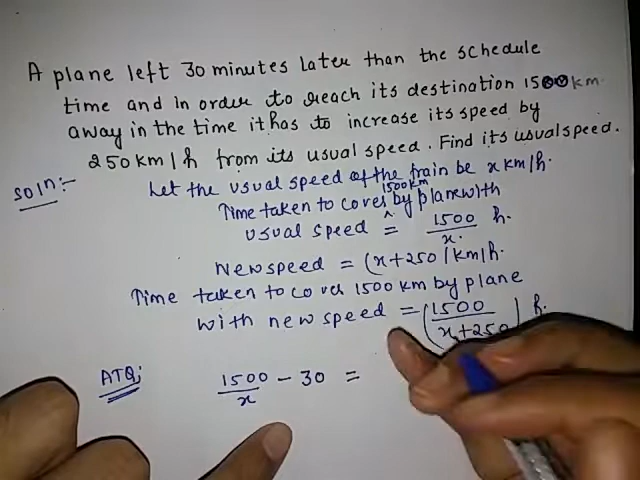 A plane left 30 minutes later than the schedule
time and in order to reach its destination 1500 km
away in the time it has to increase its speed by
250 km/h from its usual speed. Find its usual speed.
Soln:- Let the usual speed of the train be x km/h.
Time taken to cover 1500 km by plane with
usual speed = 1500/x h.
New speed = (x+250) km/h.
Time taken to cover 1500 km by plane
with new speed = (1500/x+250) h.
ATQ; 1500/x - 30 =